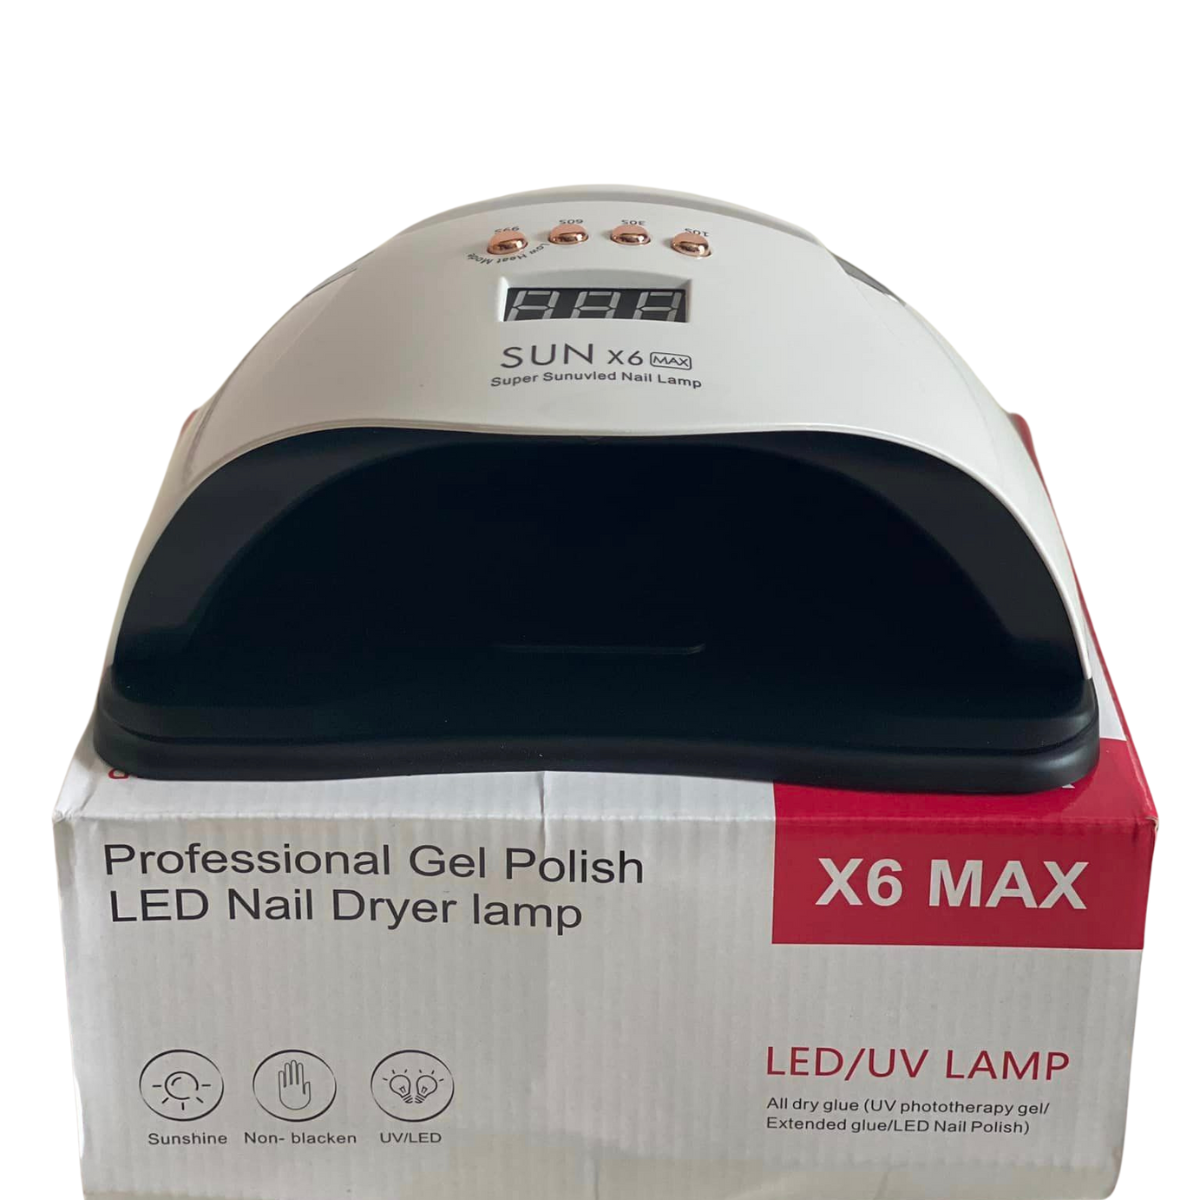 99S 60S 30S 10S
Low Heat Mode
SUN X6 MAX
Super Sunuvled Nail Lamp
Professional Gel Polish
LED Nail Dryer lamp
X6 MAX
LED/UV LAMP
All dry glue (UV phototherapy gel/
Extended glue/LED Nail Polish)
Sunshine Non- blacken UV/LED